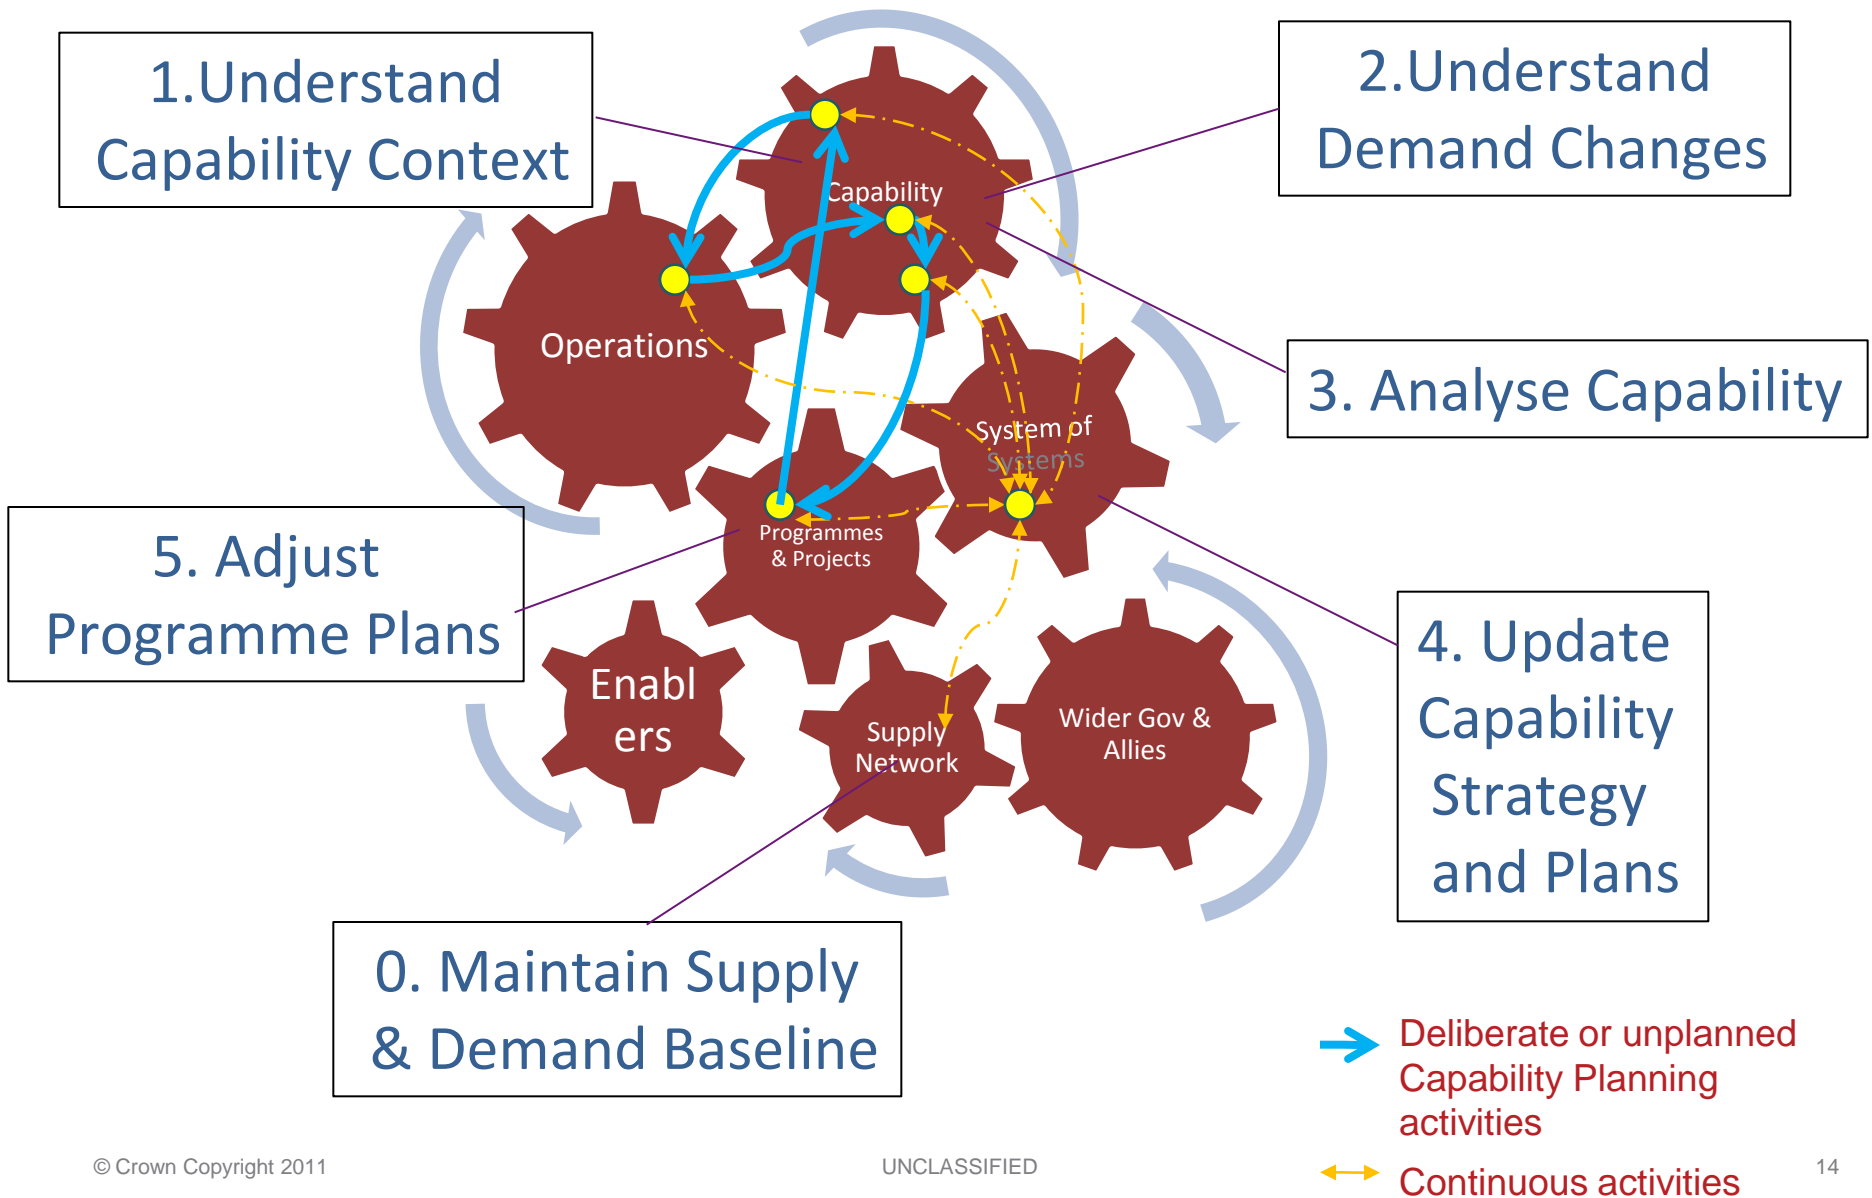 1.Understand
Capability Context
2.Understand
Demand Changes
Capability
Operations
3. Analyse Capability
System of
Systems
5. Adjust
Programme Plans
Programmes
& Projects
4. Update
Capability
Strategy
and Plans
Enabl
ers
Supply
Network
Wider Gov &
Allies
0. Maintain Supply
& Demand Baseline
Deliberate or unplanned
Capability Planning
activities
Continuous activities
© Crown Copyright 2011
UNCLASSIFIED
14